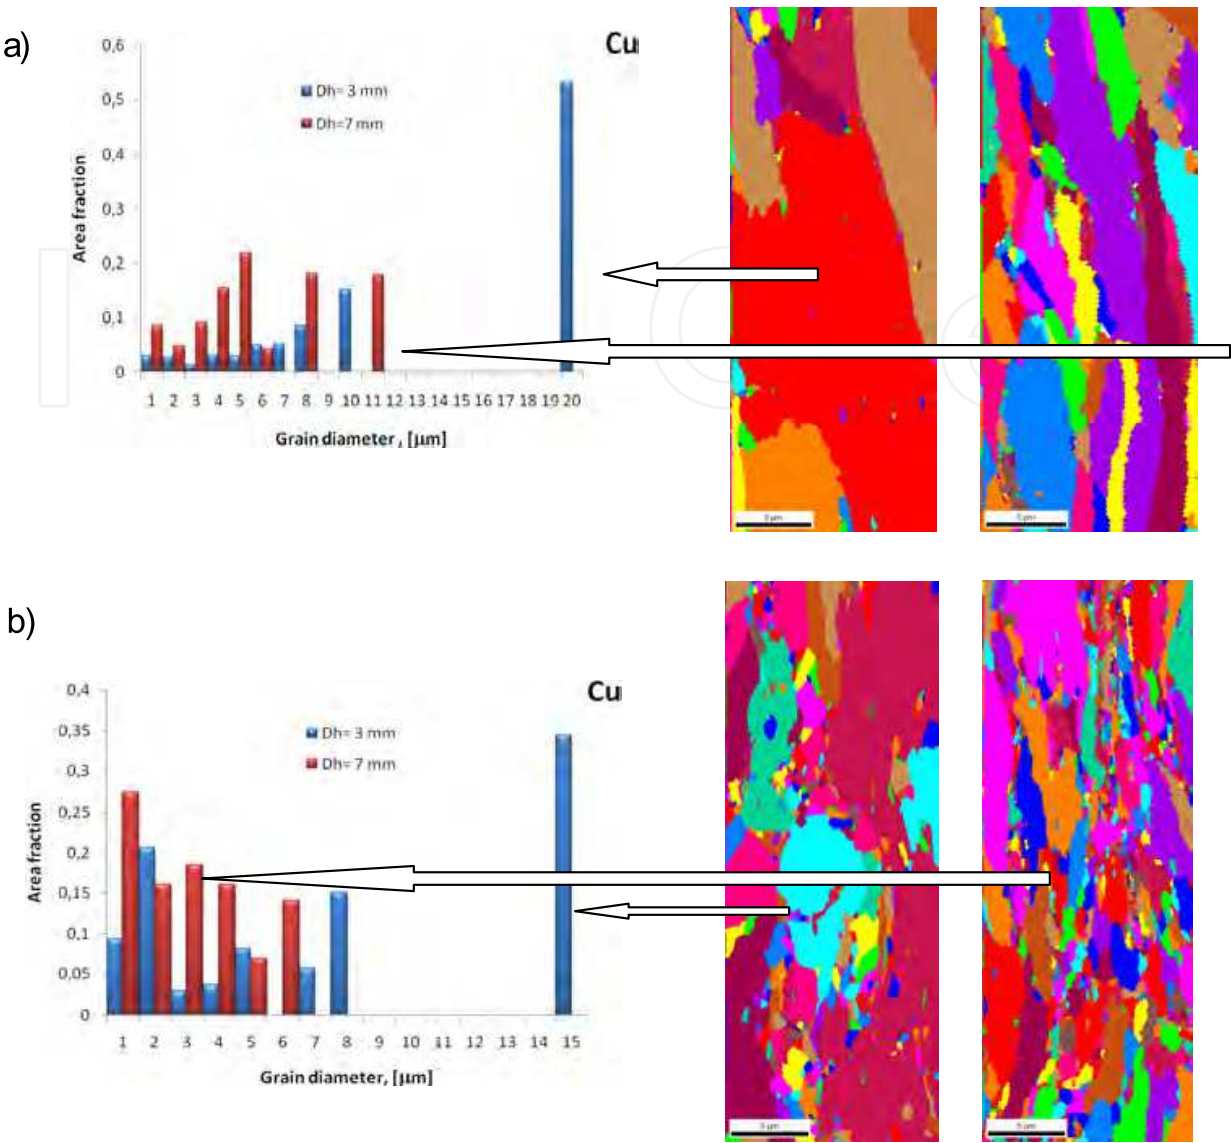 a)
Cu
0,6
0,5
0,4
0,3
0,2
0,1
0
Area fraction
Dh= 3 mm
Dh=7 mm
1 2 3 4 5 6 7 8 9 10 11 12 13 14 15 16 17 18 19 20
Grain diameter , [µm]
b)
Cu
0,4
0,35
0,3
0,25
0,2
0,15
0,1
0,05
0
Area fraction
Dh= 3 mm
Dh= 7 mm
1 2 3 4 5 6 7 8 9 10 11 12 13 14 15
Grain diameter, [µm]